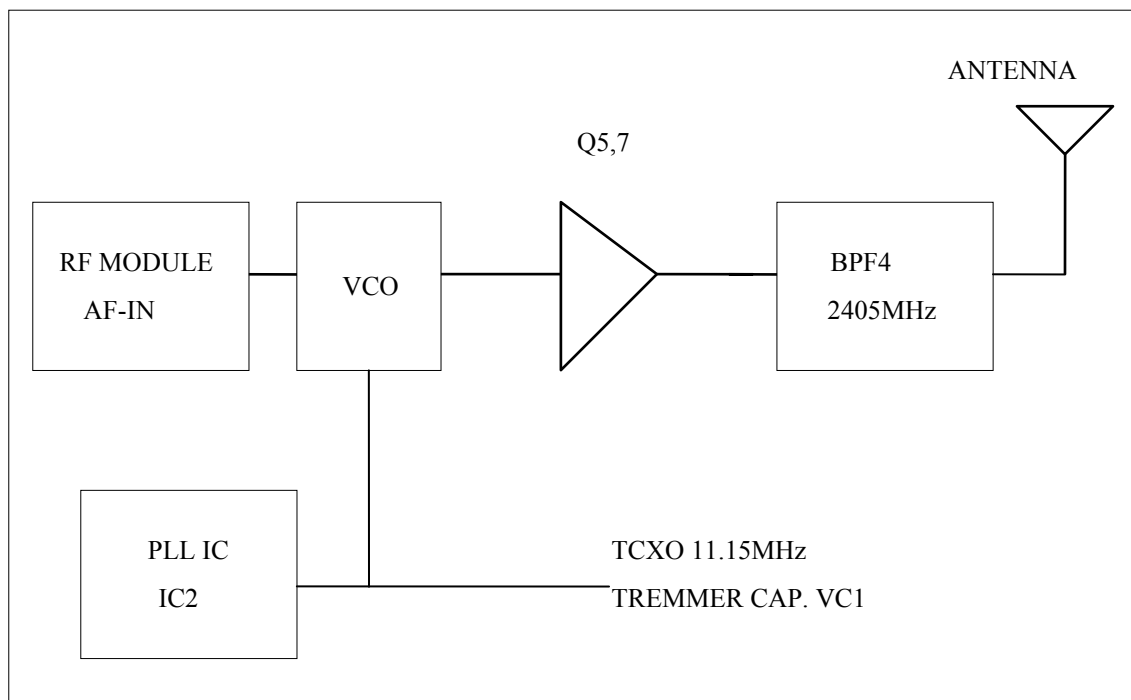 ANTENNA
Q5,7
RF MODULE
AF-IN
VCO
BPF4
2405MHz
PLL IC
IC2
TCXO 11.15MHz
TREMMER CAP. VC1